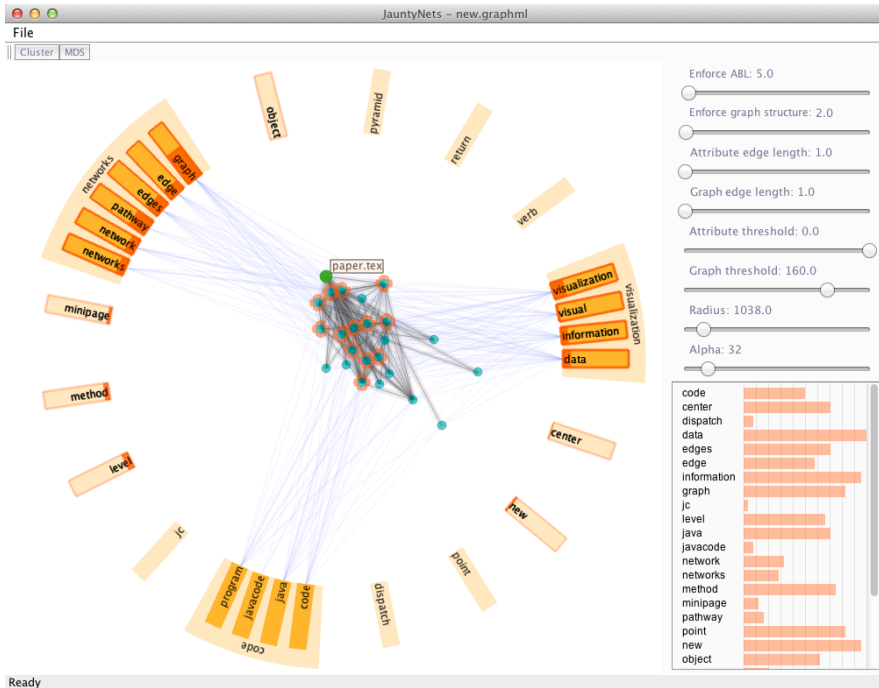 JauntyNets - new.graphml
File
Cluster
MDS
object
pyramid
return
verb
networks
graph
edge
edges
pathway
network
networks
paper.tex
visualization
visual
information
data
visualization
minipage
method
level
jc
center
new
point
dispatch
program
javacode
java
code
code
Enforce ABL: 5.0
Enforce graph structure: 2.0
Attribute edge length: 1.0
Graph edge length: 1.0
Attribute threshold: 0.0
Graph threshold: 160.0
Radius: 1038.0
Alpha: 32
code
center
dispatch
data
edges
edge
information
graph
jc
level
java
javacode
network
networks
method
minipage
pathway
point
new
object
Ready